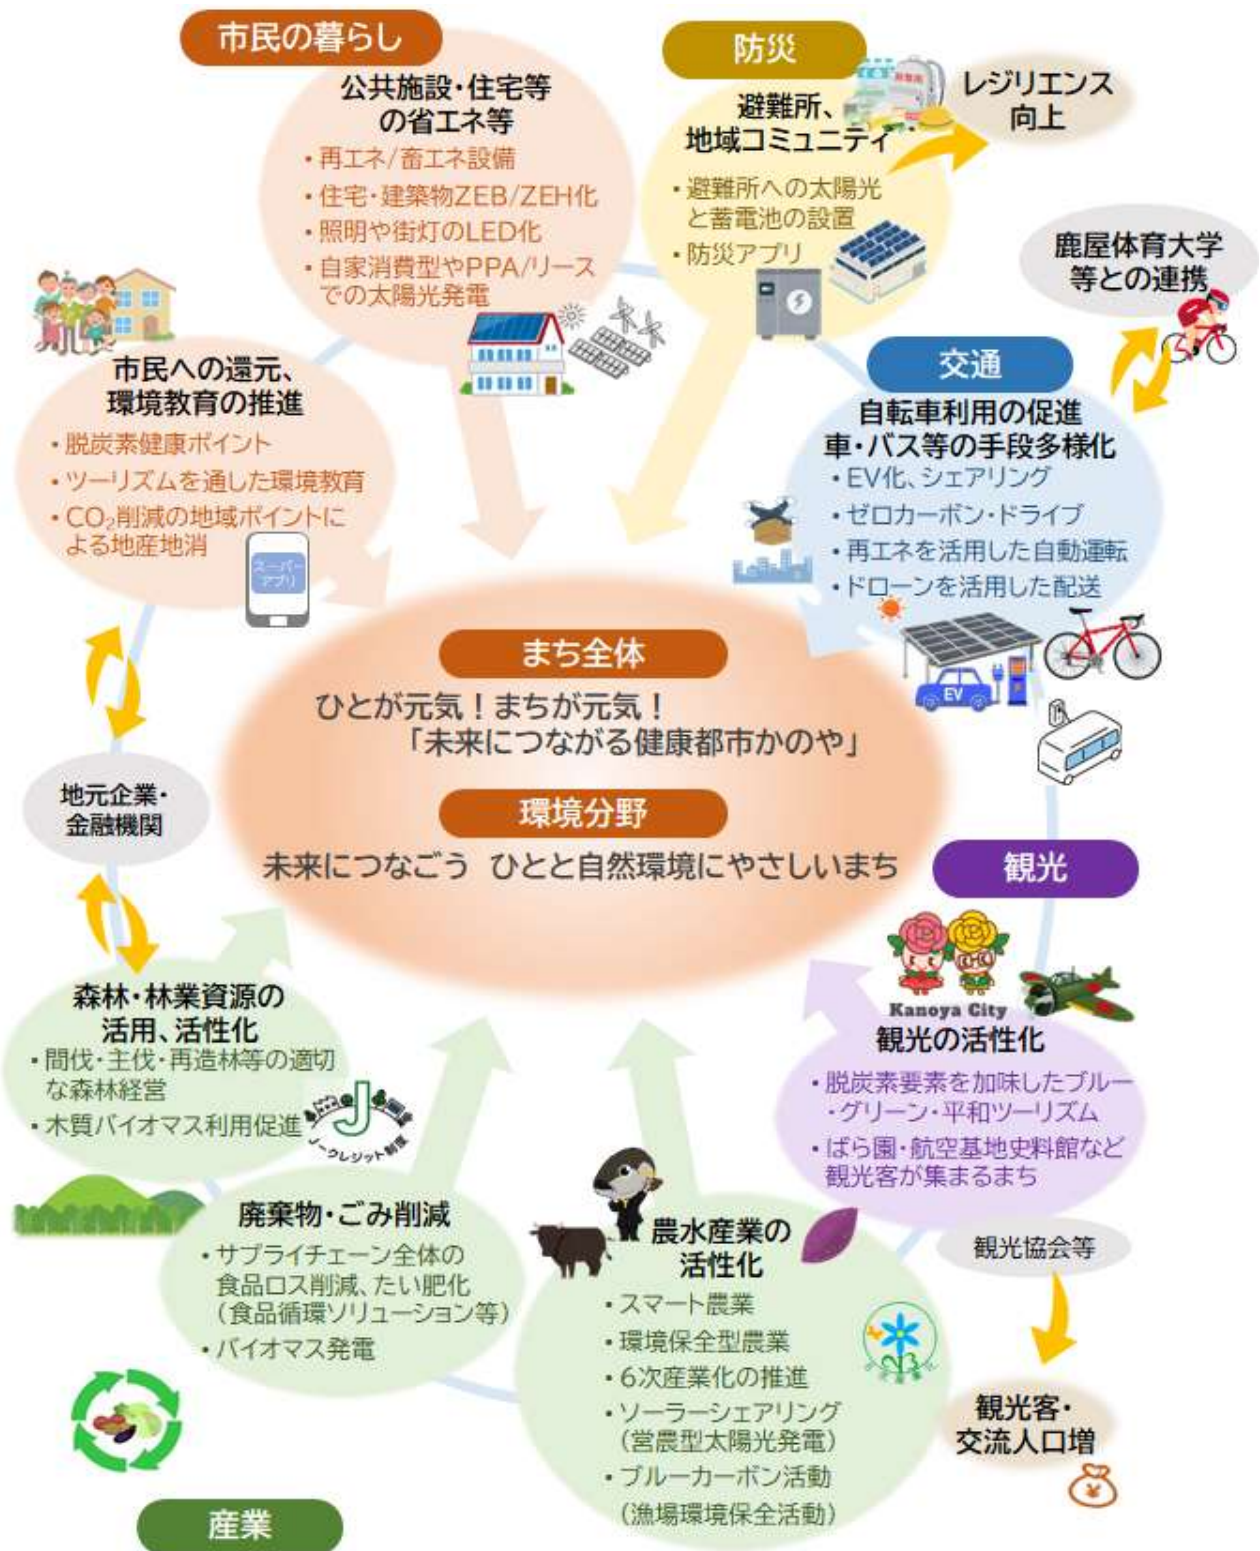 市民の暮らし
公共施設・住宅等
の省エネ等
・再エネ/畜エネ設備
・住宅・建築物ZEB/ZEH化
・照明や街灯のLED化
・自家消費型やPPA/リース
での太陽光発電
防災
避難所、
地域コミュニティ
・避難所への太陽光
と蓄電池の設置
・防災アプリ
レジリエンス
向上
鹿屋体育大学
等との連携
交通
自転車利用の促進
車・バス等の手段多様化
・EV化、シェアリング
・ゼロカーボン・ドライブ
・再エネを活用した自動運転
・ドローンを活用した配送
EV
市民への還元、
環境教育の推進
・脱炭素健康ポイント
・ツーリズムを通した環境教育
・CO₂削減の地域ポイントに
よる地産地消
スーパー
アプリ
まち全体
ひとが元気！まちが元気！
「未来につながる健康都市かのや」
環境分野
未来につなごう ひとと自然環境にやさしいまち
地元企業・
金融機関
観光
Kanoya City
観光の活性化
・脱炭素要素を加味したブルー
・グリーン・平和ツーリズム
・ばら園・航空基地史料館など
観光客が集まるまち
観光協会等
観光客・
交流人口増
¥
森林・林業資源の
活用、活性化
・間伐・主伐・再造林等の適切
な森林経営
・木質バイオマス利用促進
J
J-クレジット制度
廃棄物・ごみ削減
・サプライチェーン全体の
食品ロス削減、たい肥化
（食品循環ソリューション等）
・バイオマス発電
農水産業の
活性化
・スマート農業
・環境保全型農業
・6次産業化の推進
・ソーラーシェアリング
（営農型太陽光発電）
・ブルーカーボン活動
（漁場環境保全活動）
産業